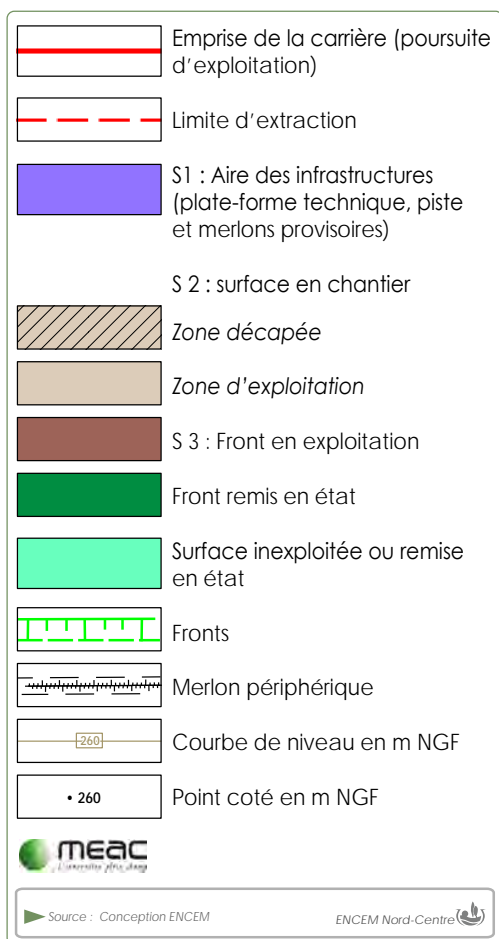 Emprise de la carrière (poursuite
d'exploitation)
Limite d'extraction
S1 : Aire des infrastructures
(plate-forme technique, piste
et merlons provisoires)
S 2 : surface en chantier
Zone décapée
Zone d'exploitation
S 3 : Front en exploitation
Front remis en état
Surface inexploitée ou remise
en état
Fronts
Merlon périphérique
260
Courbe de niveau en m NGF
• 260
Point coté en m NGF
meac
Source : Conception ENCEM
ENCEM Nord-Centre